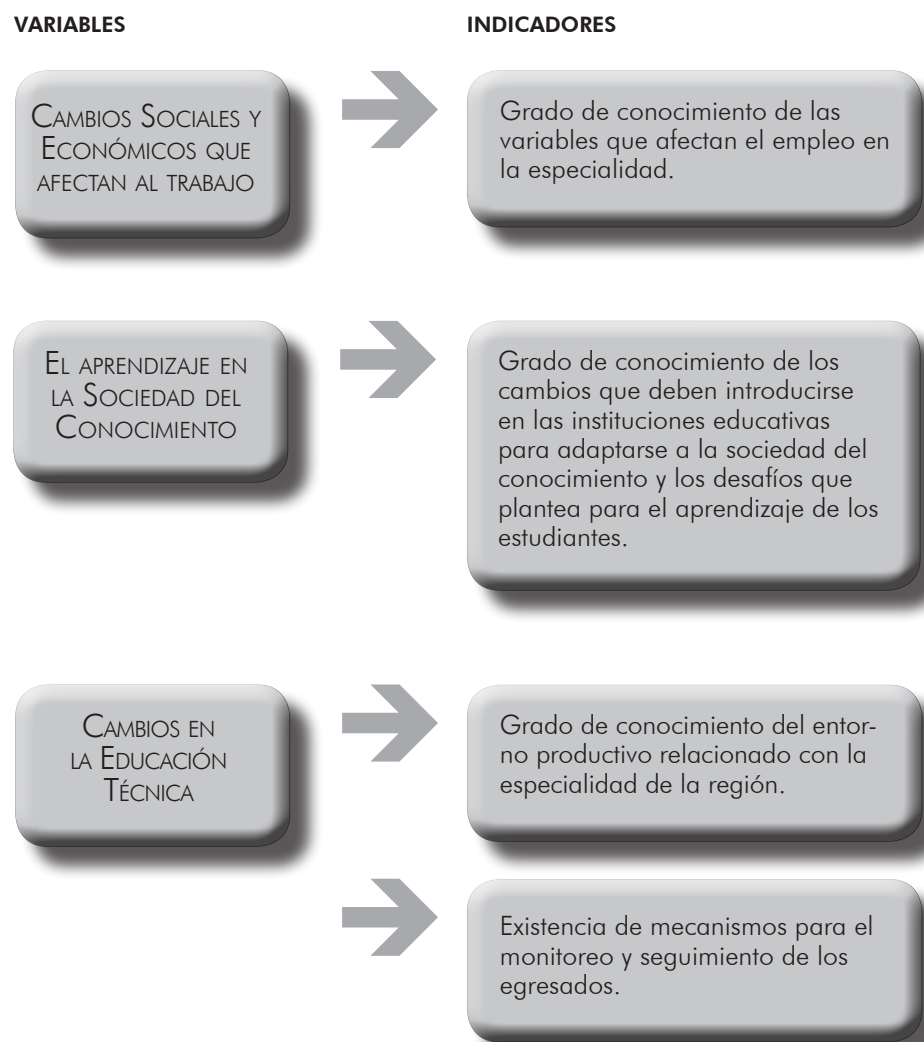 VARIABLES
INDICADORES
CAMBIOS SOCIALES Y
ECONÓMICOS QUE
AFECTAN AL TRABAJO
Grado de conocimiento de las
variables que afectan el empleo en
la especialidad.
EL APRENDIZAJE EN
LA SOCIEDAD DEL
CONOCIMIENTO
Grado de conocimiento de los
cambios que deben introducirse
en las instituciones educativas
para adaptarse a la sociedad del
conocimiento y los desafíos que
plantea para el aprendizaje de los
estudiantes.
CAMBIOS EN
LA EDUCACIÓN
TÉCNICA
Grado de conocimiento del entor-
no productivo relacionado con la
especialidad de la región.
Existencia de mecanismos para el
monitoreo y seguimiento de los
egresados.